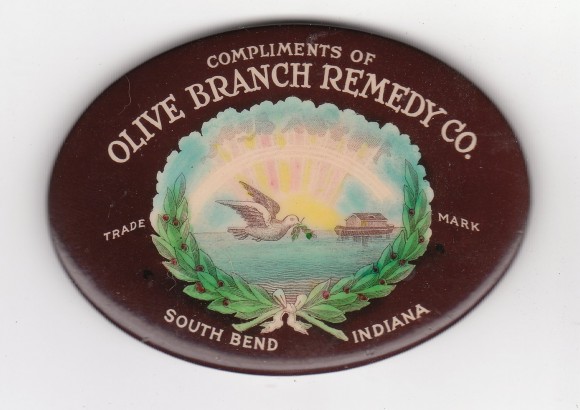 COMPLIMENTS OF
OLIVE BRANCH REMEDY CO.
TRADE MARK
SOUTH BEND INDIANA